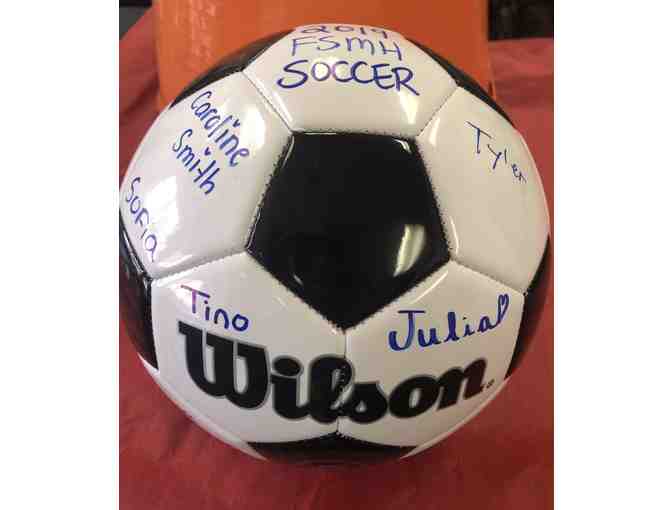 2019
FSMH
SOCCER
Caroline
Smith
Tyler
Sofia
Tino
Julia
Wilson